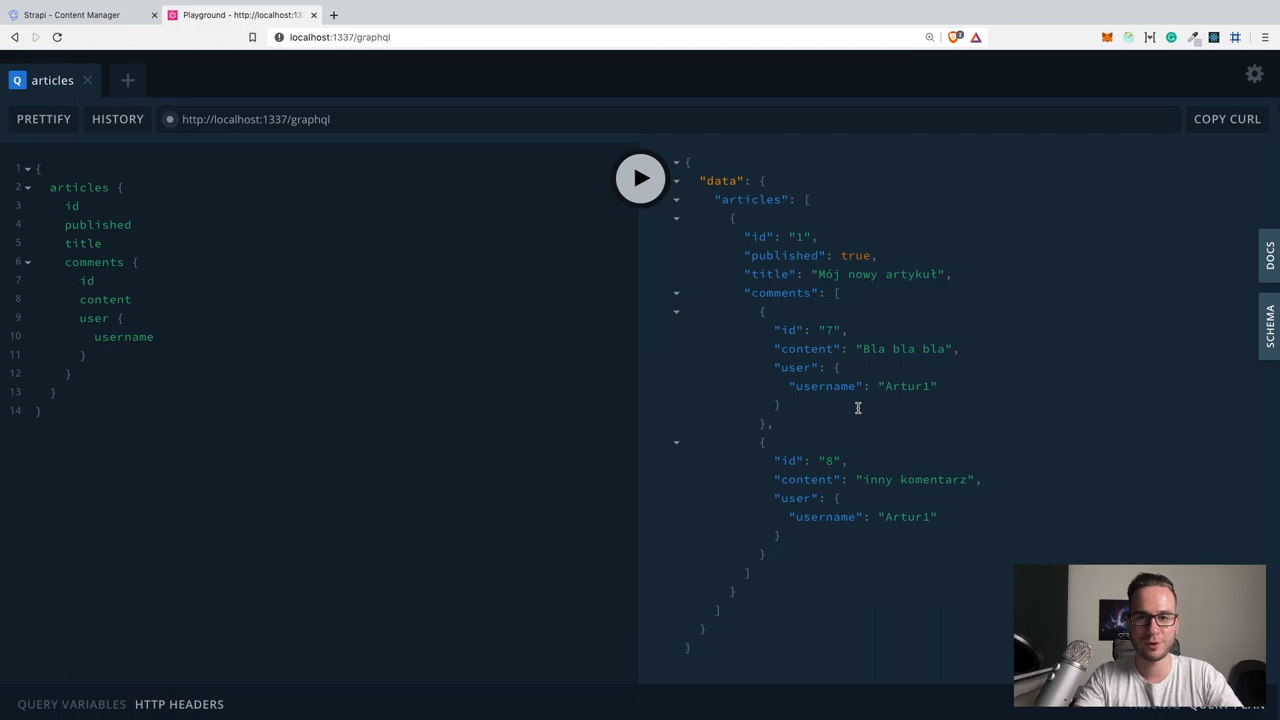 Strapi - Content Manager
Playground - http://localhost:133
localhost:1337/graphql
Q articles
PRETTIFY
HISTORY
http://localhost:1337/graphql
COPY CURL
1 {
2 articles {
3 id
4 published
5 title
6 comments {
7 id
8 content
9 user {
10 username
11 }
12 }
13 }
14 }
{
"data": {
"articles": [
{
"id": "1",
"published": true,
"title": "Mój nowy artykuł",
"comments": [
{
"id": "7",
"content": "Bla bla bla",
"user": {
"username": "Artur1"
}
},
{
"id": "8",
"content": "inny komentarz",
"user": {
"username": "Artur1"
}
}
]
}
]
}
}
DOCS
SCHEMA
QUERY VARIABLES
HTTP HEADERS